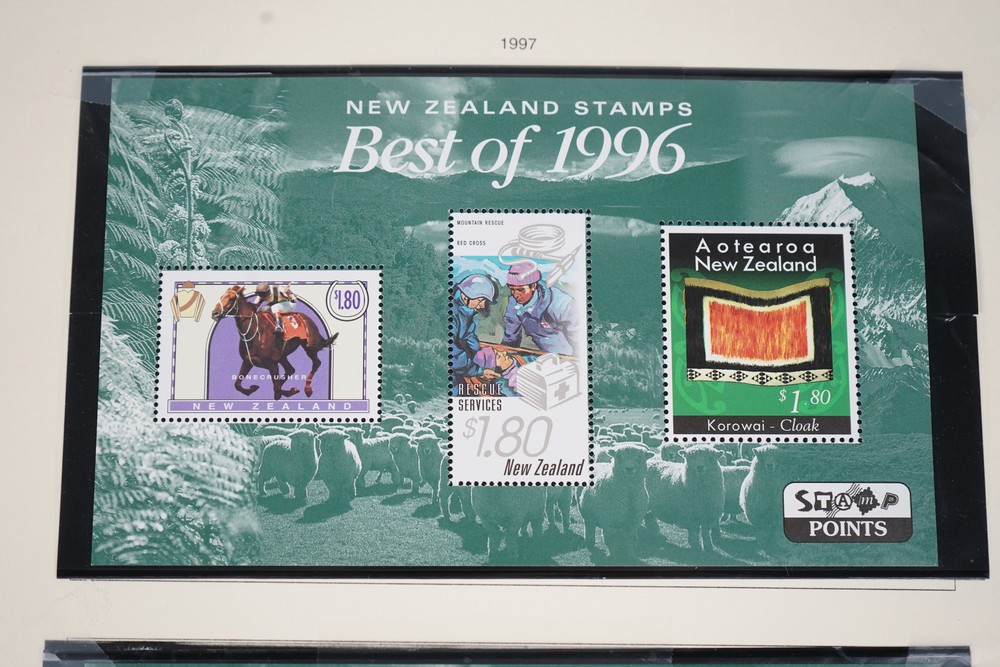 1997
NEW ZEALAND STAMPS
Best of 1996
$1.80
3
BONECRUSHER
NEW ZEALAND
MOUNTAIN RESCUE
RED CROSS
RESCUE
SERVICES
$1.80
New Zealand
Aotearoa
New Zealand
$1.80
Korowai - Cloak
STAmP
POINTS